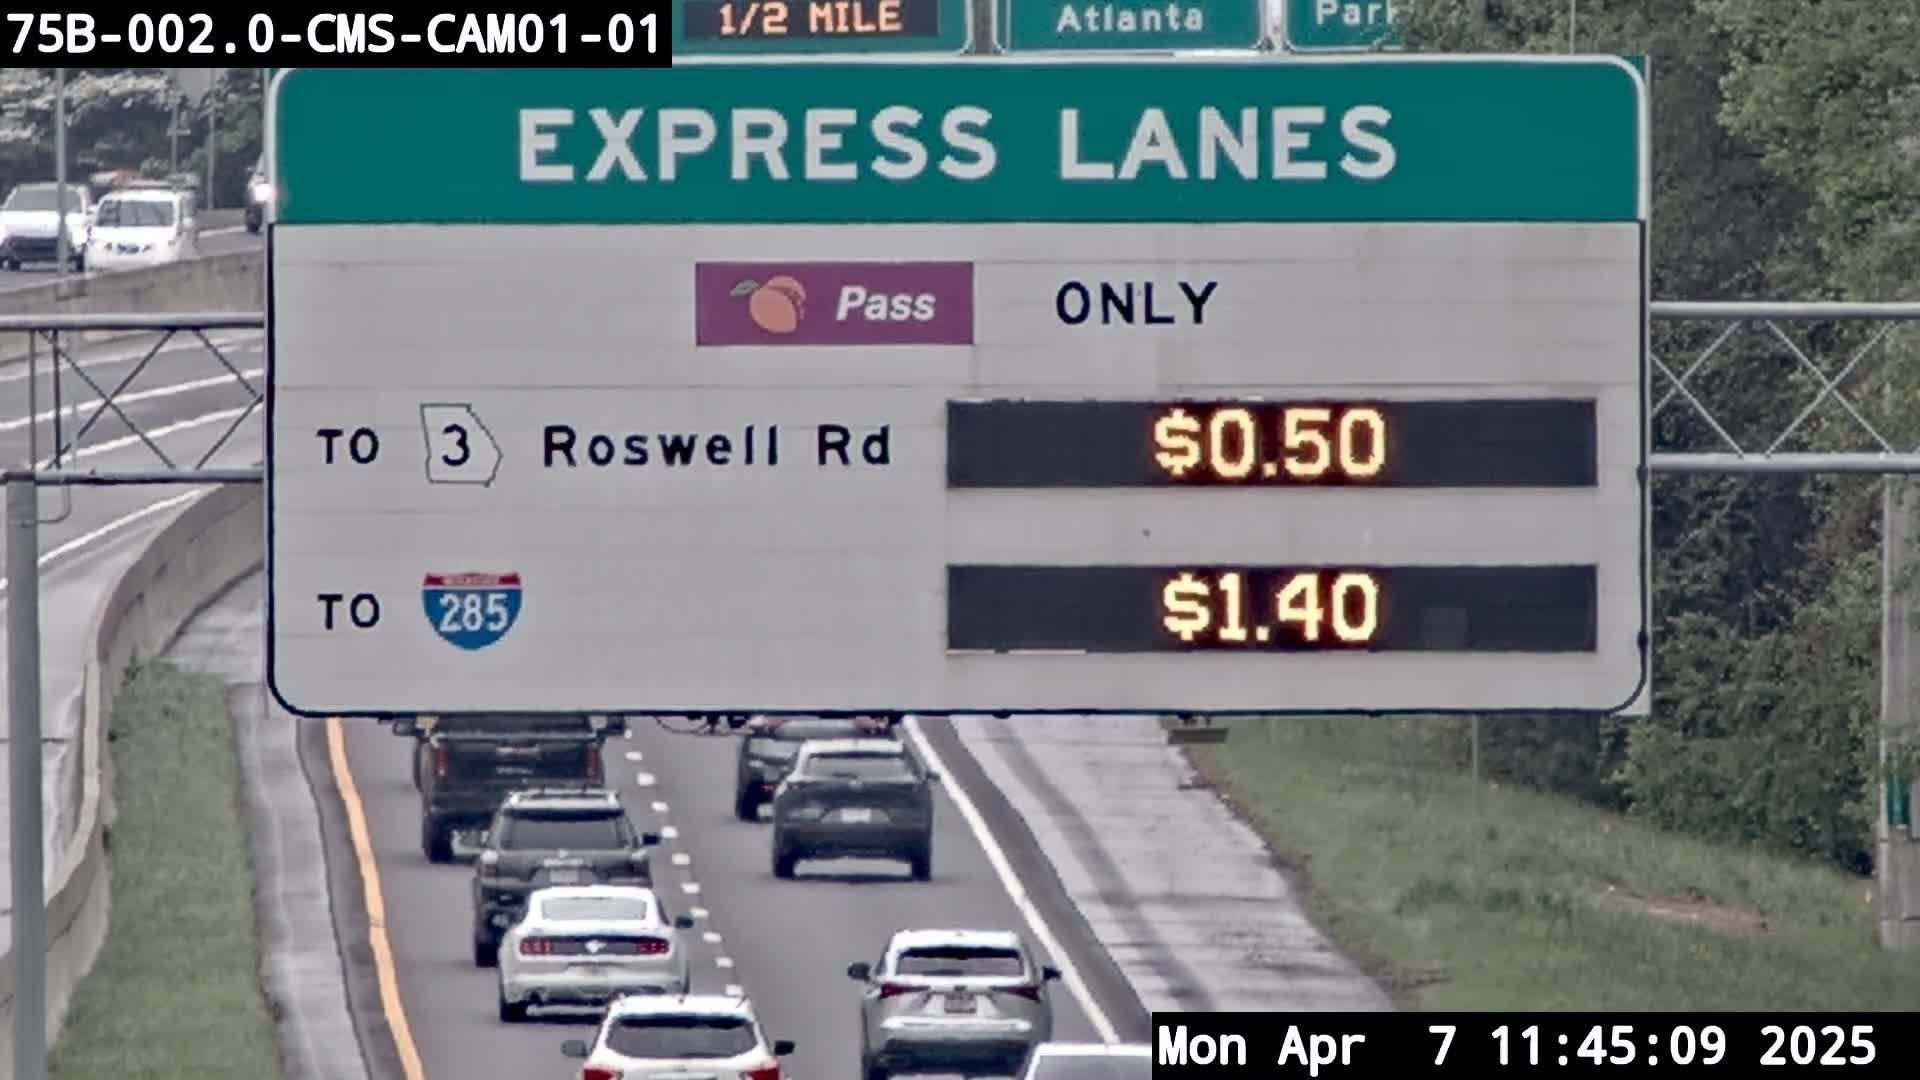 75B-002.0-CMS-CAM01-01
1/2 MILE
Atlanta
EXPRESS LANES
Pass ONLY
TO 3 Roswell Rd $0.50
TO 285 $1.40
Mon Apr 7 11:45:09 2025